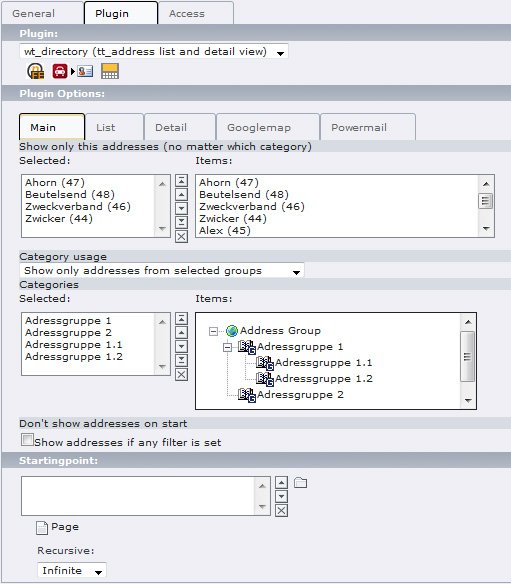 General Plugin Access
Plugin:
wt_directory (tt_address list and detail view)
Plugin Options:
Main List Detail Googlemap Powermail
Show only this addresses (no matter which category)
Selected: Items:
Ahorn (47) Ahorn (47)
Beutelsend (48) Beutelsend (48)
Zweckverband (46) Zweckverband (46)
Zwicker (44) Zwicker (44)
Alex (45)
Category usage
Show only addresses from selected groups
Categories
Selected: Items:
Adressgruppe 1
Adressgruppe 2
Adressgruppe 1.1
Adressgruppe 1.2
Address Group
Adressgruppe 1
Adressgruppe 1.1
Adressgruppe 1.2
Adressgruppe 2
Don't show addresses on start
Show addresses if any filter is set
Startingpoint:
Page
Recursive:
Infinite